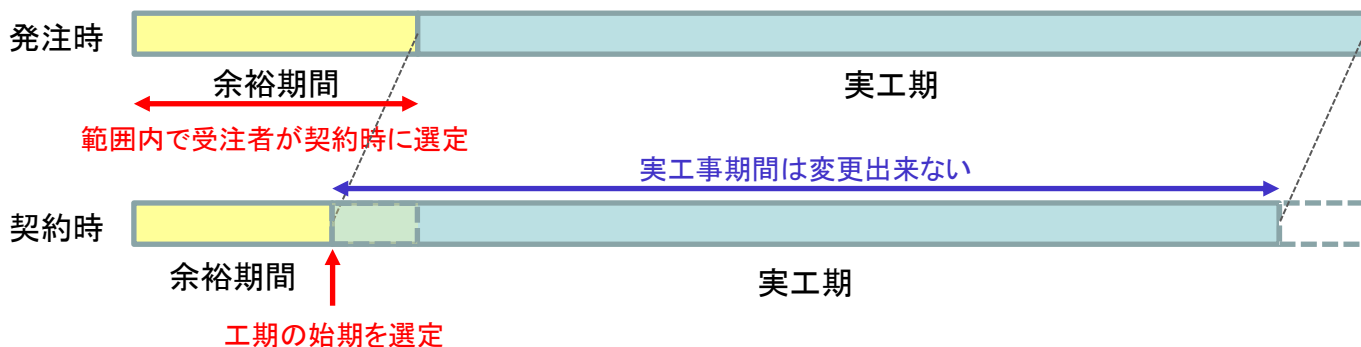 発注時
余裕期間
実工期
範囲内で受注者が契約時に選定
実工事期間は変更出来ない
契約時
余裕期間
実工期
工期の始期を選定